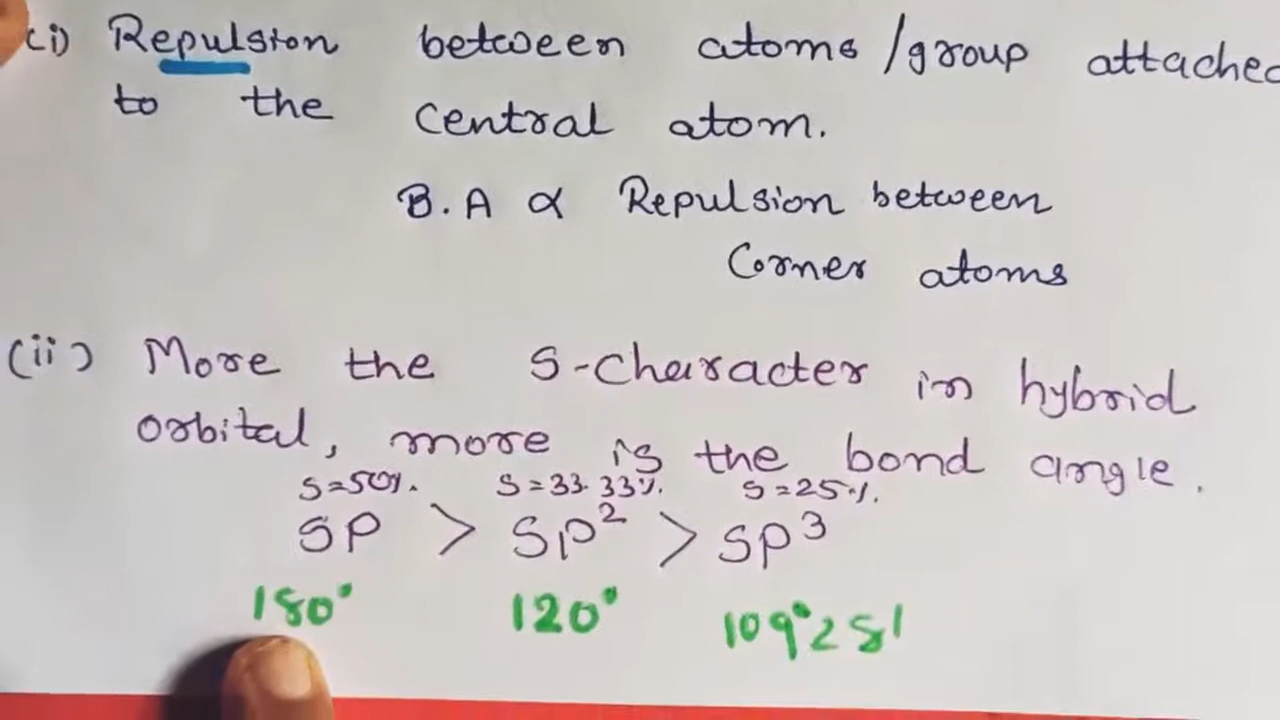 (i) Repulsion between atoms/group attached
to the central atom.
B.A ∝ Repulsion between
Corner atoms
(ii) More the S-character in hybrid
orbital, more is the bond angle.
S=50%. S=33.33%. S=25%.
SP > SP² > SP³
180° 120° 109°28'